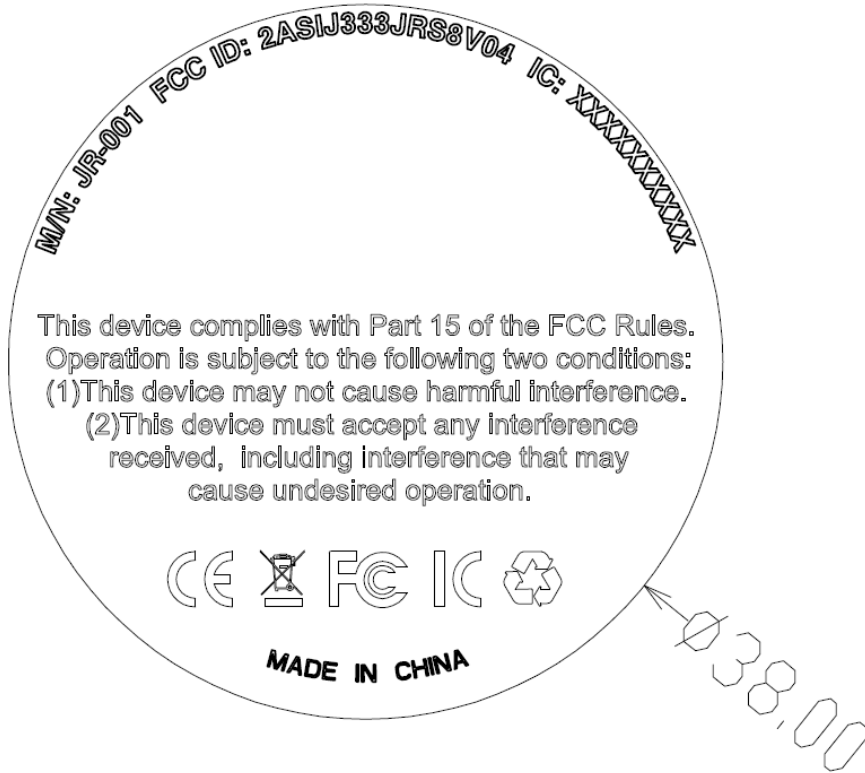 M/N: JR-001 FCC ID: 2ASIJ333JRS8V04 IC: XXXXXXXXXXX
This device complies with Part 15 of the FCC Rules.
Operation is subject to the following two conditions:
(1)This device may not cause harmful interference.
(2)This device must accept any interference
received, including interference that may
cause undesired operation.
CE FC IC
MADE IN CHINA
Ø38.00